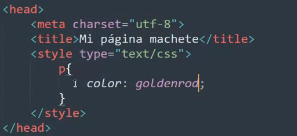 <head>
<meta charset="utf-8">
<title>Mi página machete</title>
<style type="text/css">
p{
color: goldenrod;
}
</style>
</head>